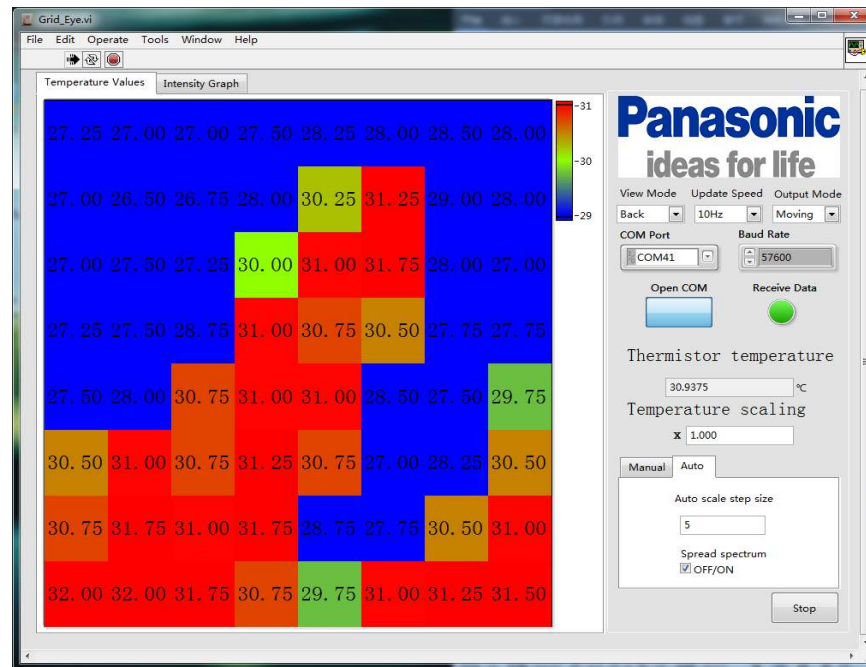 Grid_Eye.vi
File Edit Operate Tools Window Help
Temperature Values Intensity Graph
27.25 27.00 27.00 27.50 28.25 28.00 28.50 28.00
27.00 26.50 26.75 28.00 30.25 31.25 29.00 28.00
27.00 27.50 27.25 30.00 31.00 31.75 28.00 27.00
27.25 27.50 28.75 31.00 30.75 30.50 27.75 27.75
27.50 28.00 30.75 31.00 31.00 28.50 27.50 29.75
30.50 31.00 30.75 31.25 30.75 27.00 28.25 30.50
30.75 31.75 31.00 31.75 28.75 27.75 30.50 31.00
32.00 32.00 31.75 30.75 29.75 31.00 31.25 31.50
-31
-30
-29
Panasonic
ideas for life
View Mode Update Speed Output Mode
Back 10Hz Moving
COM Port Baud Rate
COM41 57600
Open COM Receive Data
Thermistor temperature
30.9375 ℃
Temperature scaling
x 1.000
Manual Auto
Auto scale step size
5
Spread spectrum
OFF/ON
Stop